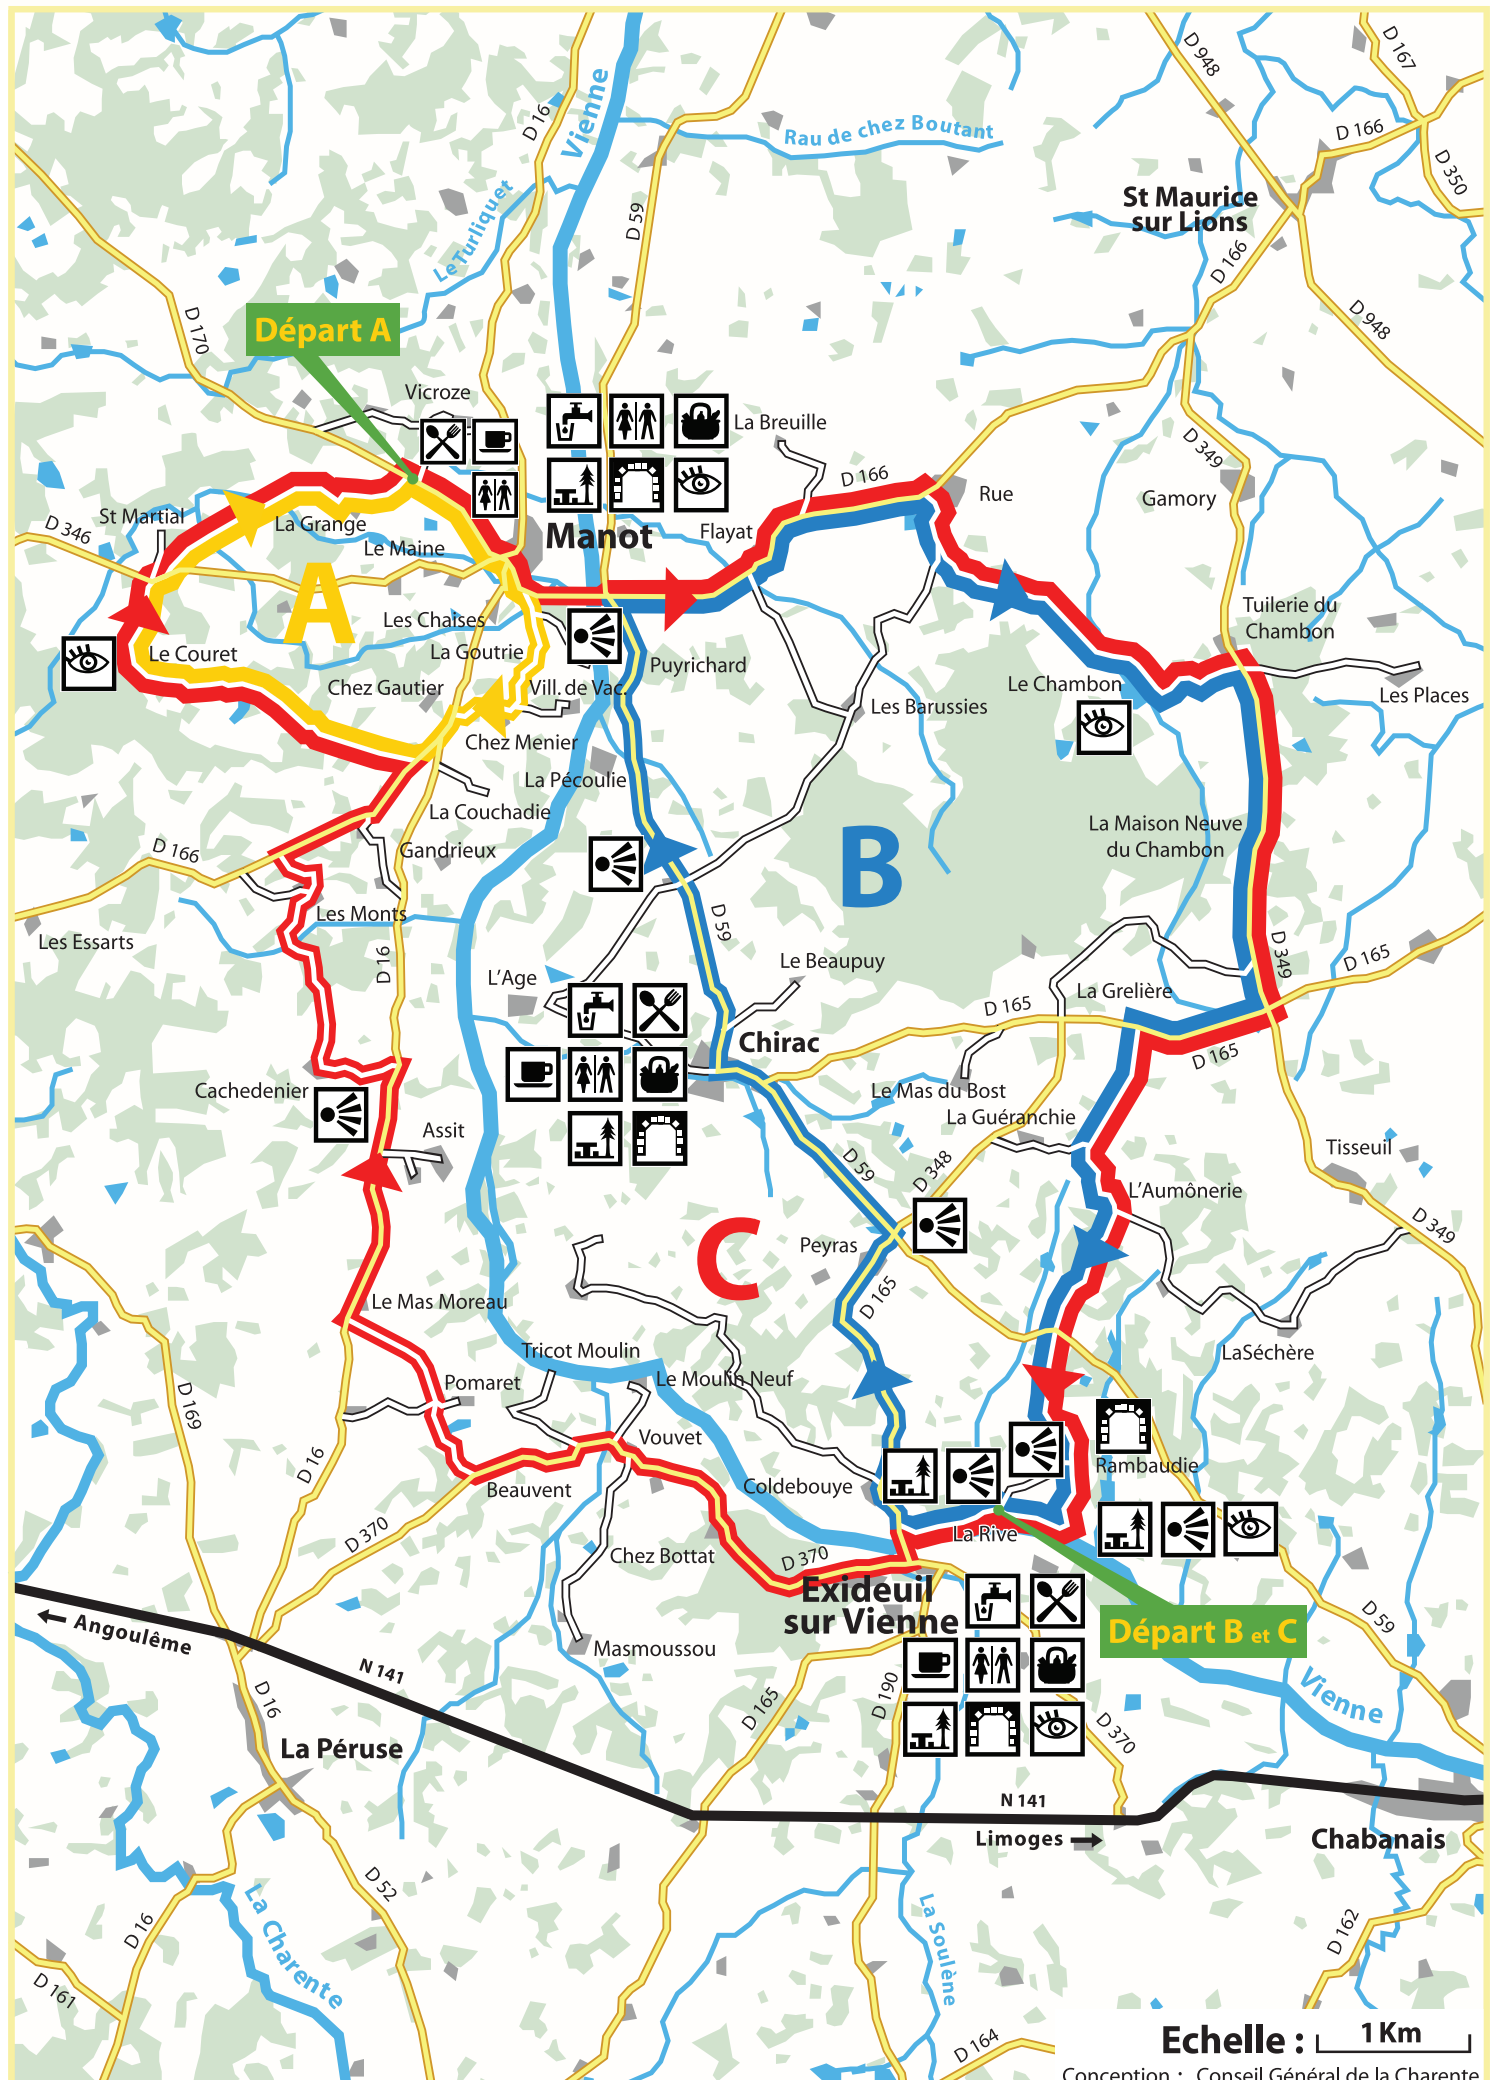 D 948
D 167
D 16
Vienne
Rau de chez Boutant
D 166
D 350
Le Turliquet
D 59
St Maurice
sur Lions
D 166
D 170
Départ A
D 948
Vicroze
La Breuille
D 349
D 166
Rue
Gamory
St Martial
D 346
La Grange
Le Maine
Manot
Flayat
A
Les Chaises
Tuilerie du
Chambon
Le Couret
La Goutrie
Puyrichard
Chez Gautier
Vill. de Vac.
Le Chambon
Les Places
Les Barussies
Chez Menier
La Pécoulie
La Couchadie
La Maison Neuve
du Chambon
D 166
Gandrieux
B
Les Monts
Les Essarts
D 59
D 16
L'Age
Le Beaupuy
D 349
D 165
La Grelière
D 165
Chirac
D 165
Cachedenier
Le Mas du Bost
La Guéranchie
Assit
Tisseuil
D 59
D 348
L'Aumônerie
D 349
C
Peyras
D 165
Le Mas Moreau
Tricot Moulin
LaSéchère
Pomaret
Le Moulin Neuf
D 169
Vouvet
D 16
Rambaudie
Beauvent
Coldebouye
D 370
La Rive
Chez Bottat
D 370
Exideuil
sur Vienne
Départ B et C
D 59
Angoulême
Masmoussou
N 141
D 16
D 165
D 190
Vienne
D 370
La Péruse
N 141
Limoges
Chabanais
D 52
La Charente
D 16
La Soulène
D 162
D 161
D 164
Echelle :
1 Km
Conception : Conseil Général de la Charente